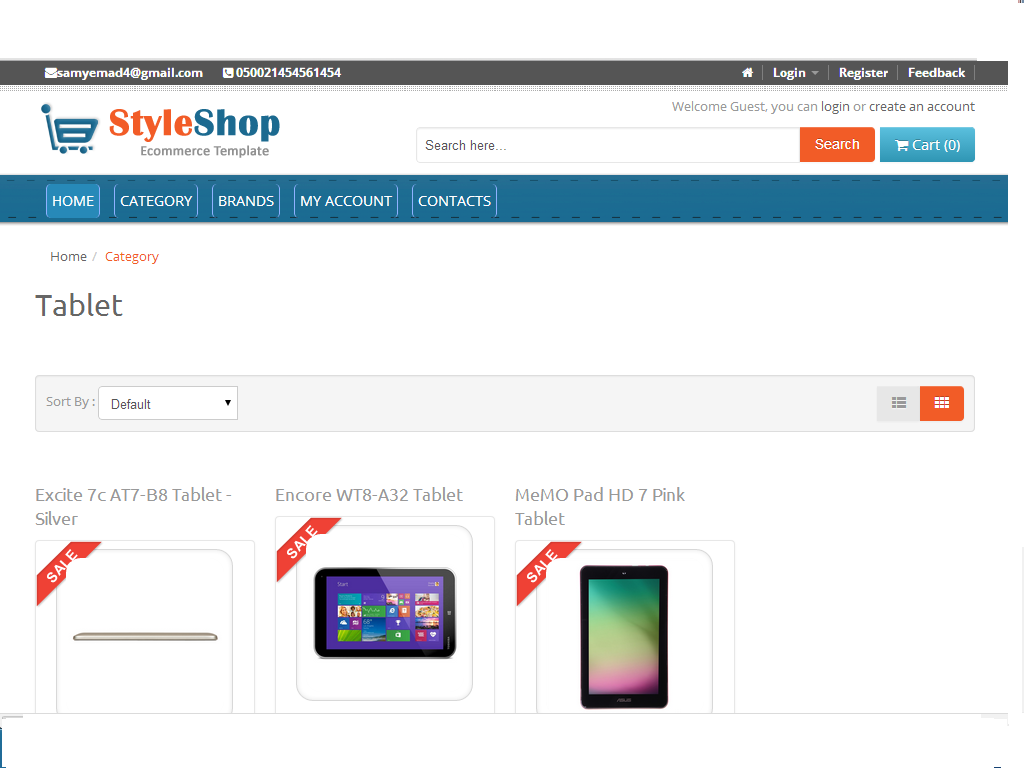 samyemad4@gmail.com 050021454561454 Login Register Feedback
Welcome Guest, you can login or create an account
StyleShop
Ecommerce Template
Search here... Search Cart (0)
HOME CATEGORY BRANDS MY ACCOUNT CONTACTS
Home / Category
Tablet
Sort By : Default
Excite 7c AT7-B8 Tablet - Silver
Encore WT8-A32 Tablet
MeMO Pad HD 7 Pink Tablet
SALE
SALE
SALE
Start
ASUS